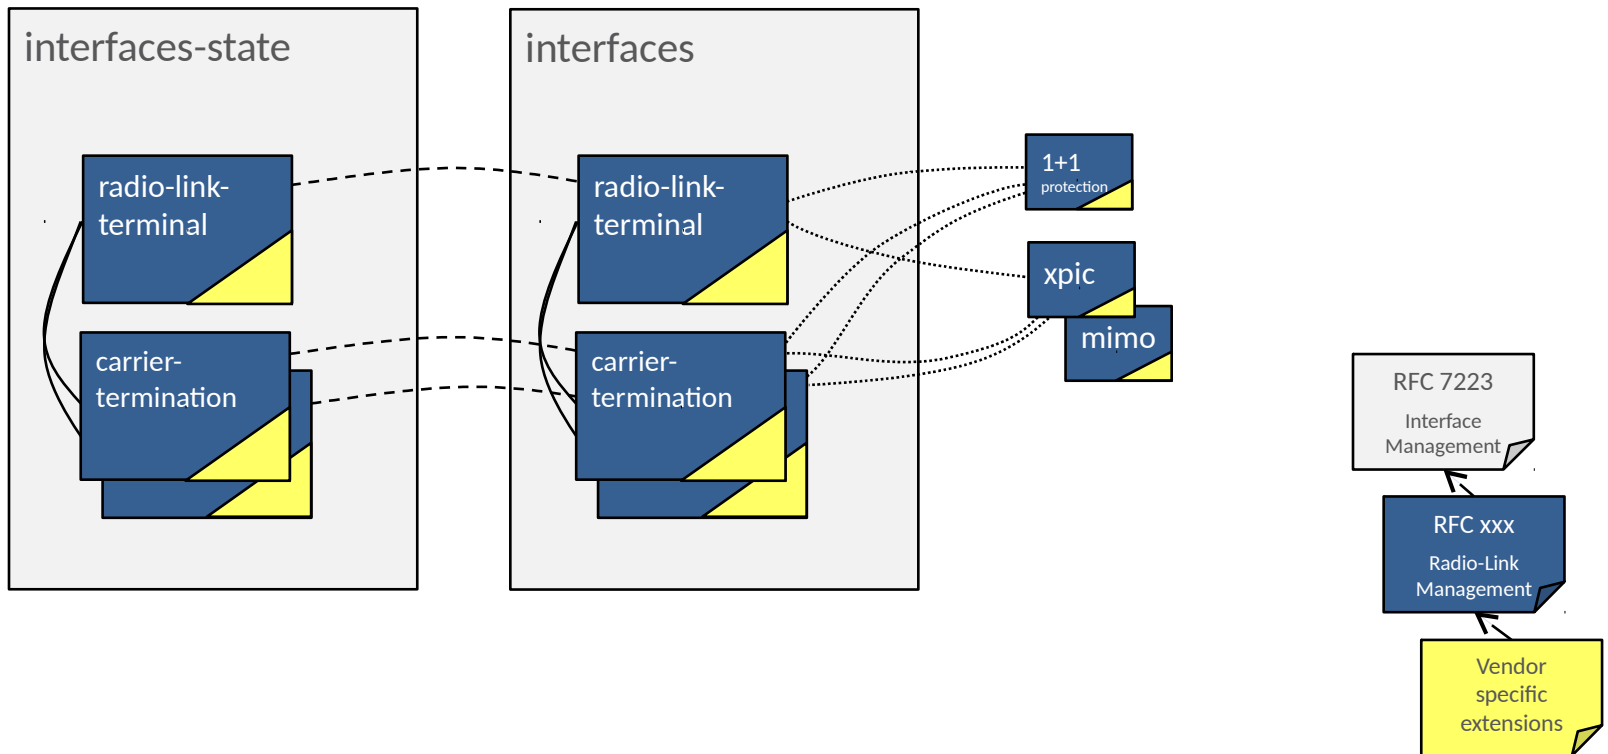 interfaces-state
radio-link-
terminal
carrier-
termination
interfaces
radio-link-
terminal
carrier-
termination
1+1
protection
xpic
mimo
RFC 7223
Interface
Management
RFC xxx
Radio-Link
Management
Vendor
specific
extensions